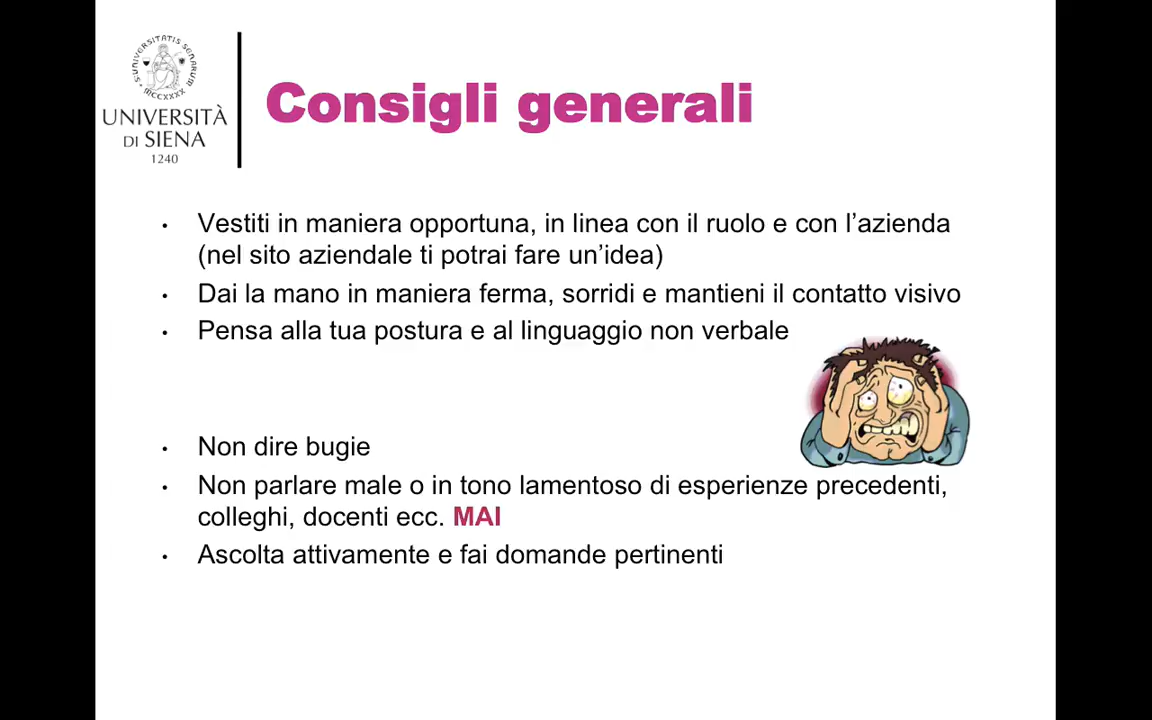 UNIVERSITÀ
DI SIENA
1240
Consigli generali
• Vestiti in maniera opportuna, in linea con il ruolo e con l’azienda
(nel sito aziendale ti potrai fare un’idea)
• Dai la mano in maniera ferma, sorridi e mantieni il contatto visivo
• Pensa alla tua postura e al linguaggio non verbale
• Non dire bugie
• Non parlare male o in tono lamentoso di esperienze precedenti,
colleghi, docenti ecc. MAI
• Ascolta attivamente e fai domande pertinenti